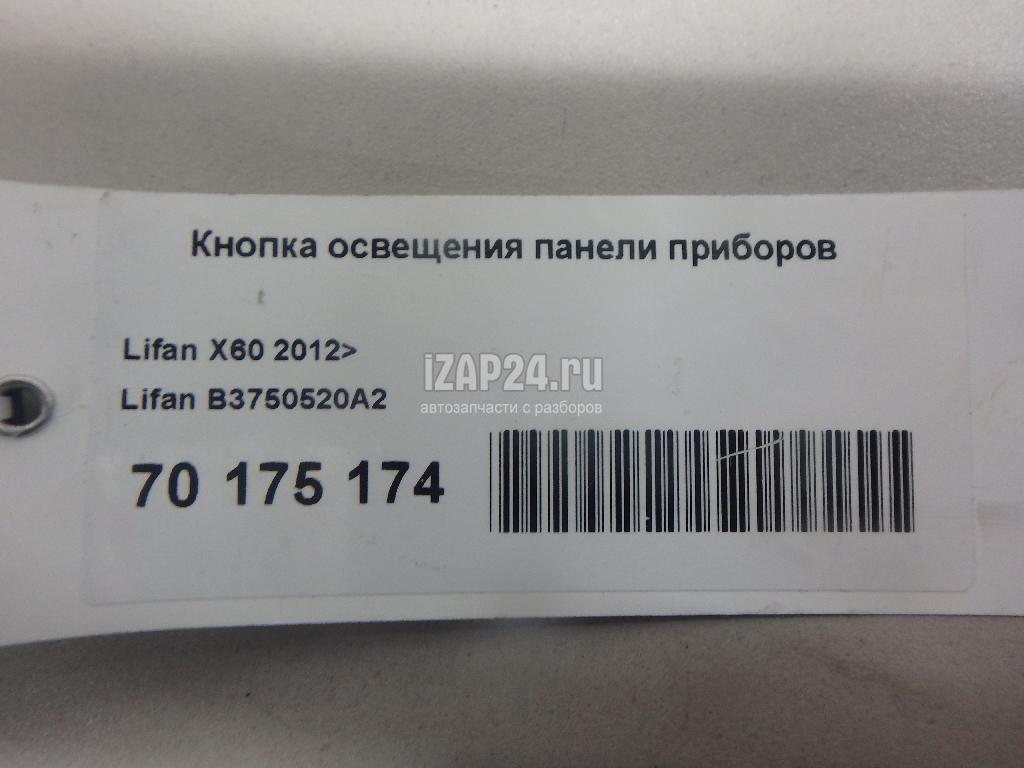 Кнопка освещения панели приборов
Lifan X60 2012>
iZAP24.ru
Lifan B3750520A2
автозапчасти с разборов
70 175 174